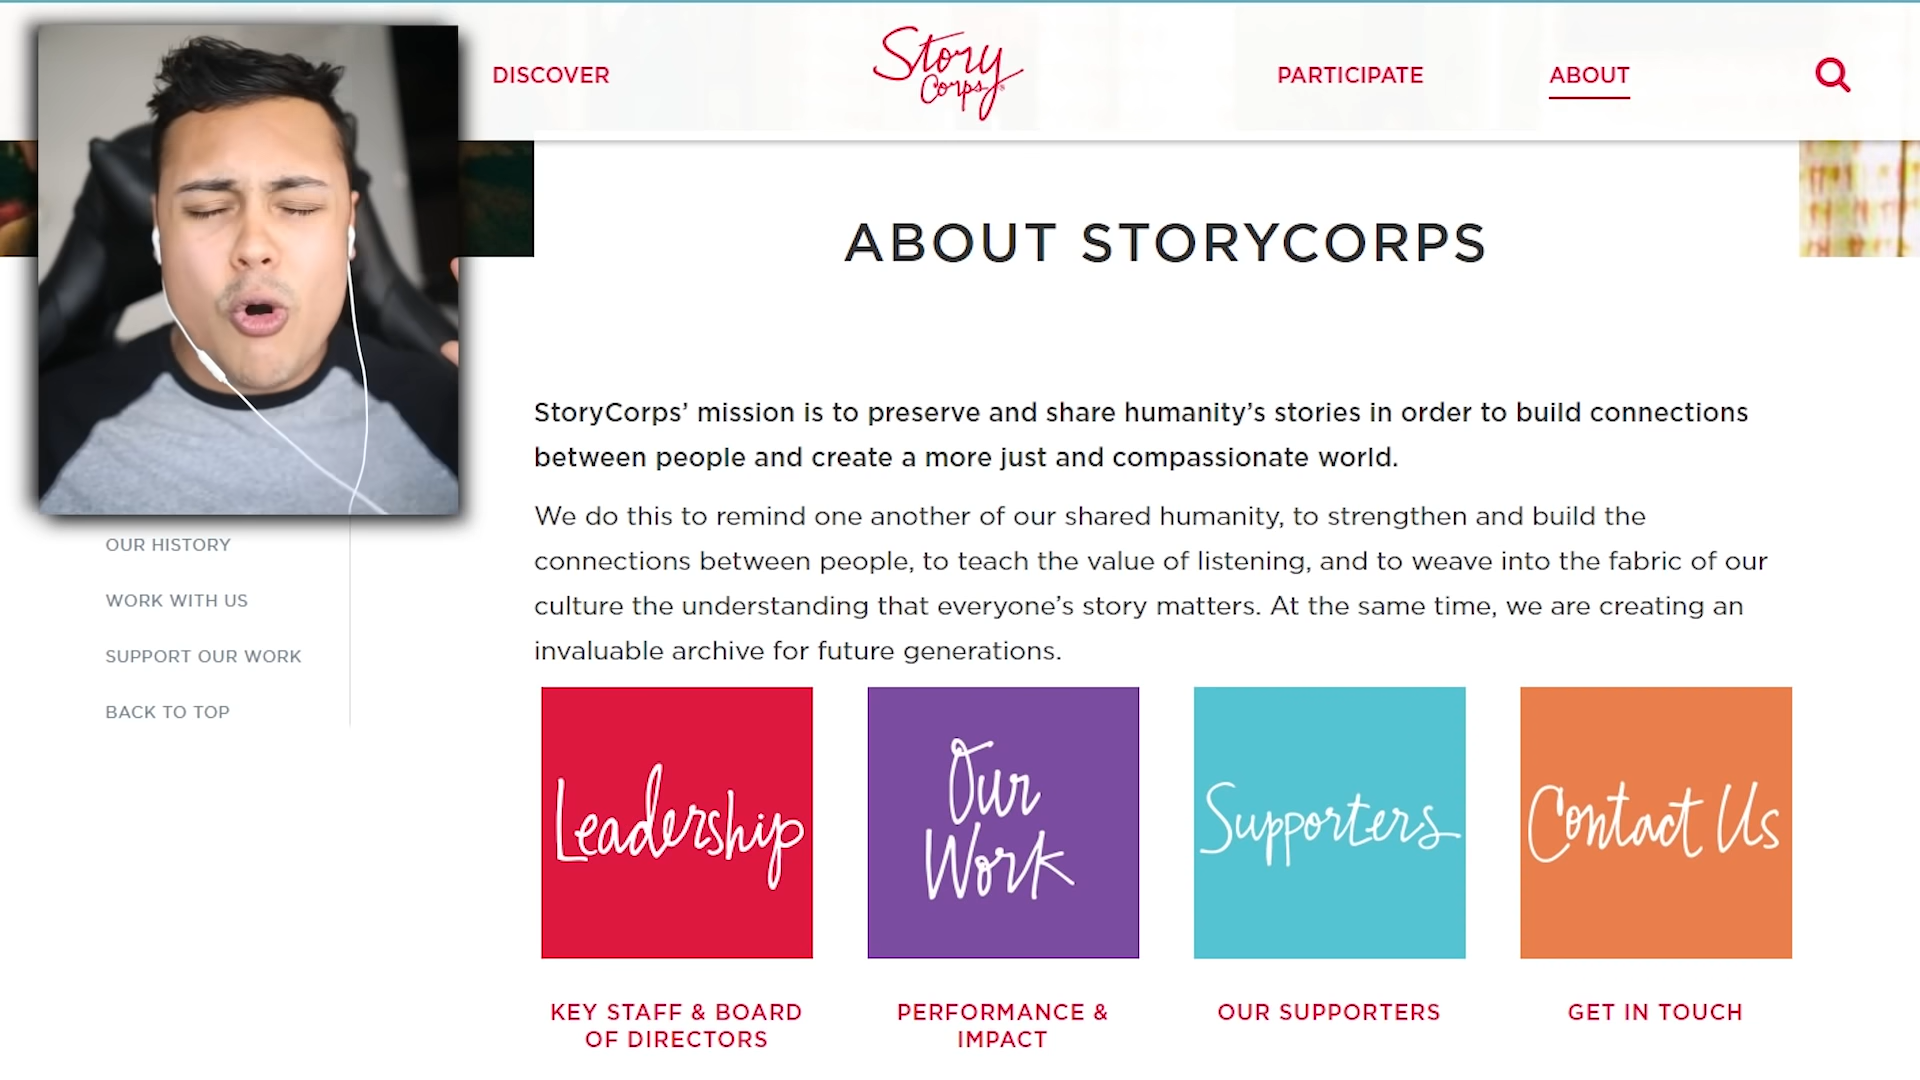 DISCOVER
Story
Corps
PARTICIPATE
ABOUT
ABOUT STORYCORPS
StoryCorps’ mission is to preserve and share humanity’s stories in order to build connections
between people and create a more just and compassionate world.
We do this to remind one another of our shared humanity, to strengthen and build the
connections between people, to teach the value of listening, and to weave into the fabric of our
culture the understanding that everyone’s story matters. At the same time, we are creating an
invaluable archive for future generations.
OUR HISTORY
WORK WITH US
SUPPORT OUR WORK
BACK TO TOP
Leadership
Our
Work
Supporters
Contact Us
KEY STAFF & BOARD
OF DIRECTORS
PERFORMANCE &
IMPACT
OUR SUPPORTERS
GET IN TOUCH